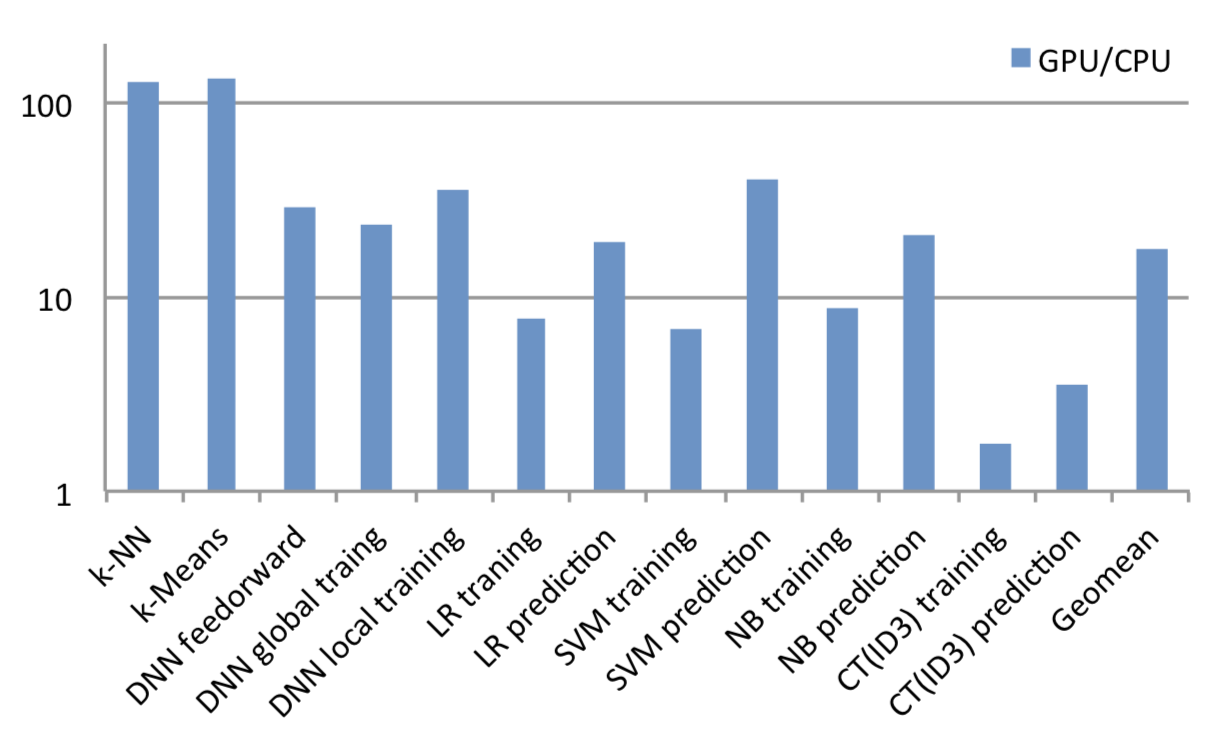 GPU/CPU
100
10
1
k-NN
k-Means
DNN feedorward
DNN global traing
DNN local training
LR traning
LR prediction
SVM training
SVM prediction
NB training
NB prediction
CT(ID3) training
CT(ID3) prediction
Geomean